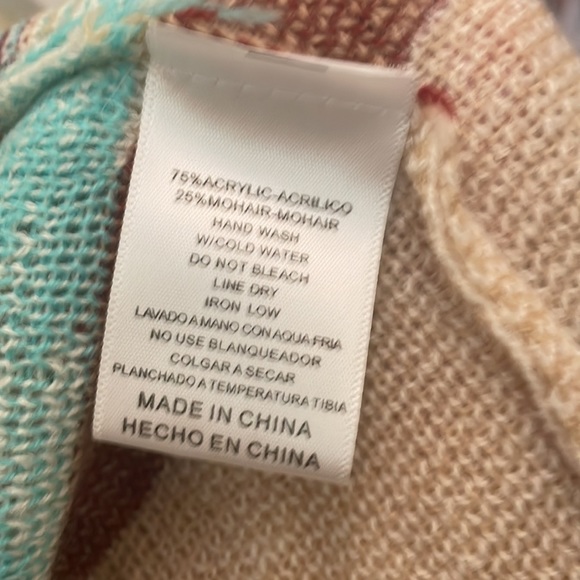 75%ACRYLIC-ACRILICO
25%MOHAIR-MOHAIR
HAND WASH
W/COLD WATER
DO NOT BLEACH
LINE DRY
IRON LOW
LAVADO A MANO CON AQUA FRIA
NO USE BLANQUEADOR
COLGAR A SECAR
PLANCHADO A TEMPERATURA TIBIA
MADE IN CHINA
HECHO EN CHINA